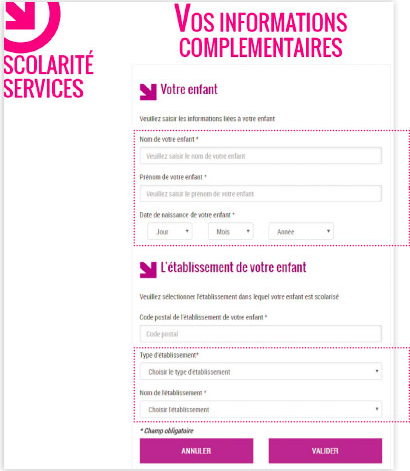 VOS INFORMATIONS
COMPLEMENTAIRES
SCOLARITÉ
SERVICES
Votre enfant
Veuillez saisir les informations liées à votre enfant
Nom de votre enfant *
Veuillez saisir le nom de votre enfant
Prénom de votre enfant *
Veuillez saisir le prénom de votre enfant
Date de naissance de votre enfant *
Jour Mois Année
L'établissement de votre enfant
Veuillez sélectionner l'établissement dans lequel votre enfant est scolarisé
Code postal de l'établissement de votre enfant *
Code postal
Type d'établissement*
Choisir le type d'établissement
Nom de l'établissement *
Choisir l'établissement
* Champ obligatoire
ANNULER VALIDER